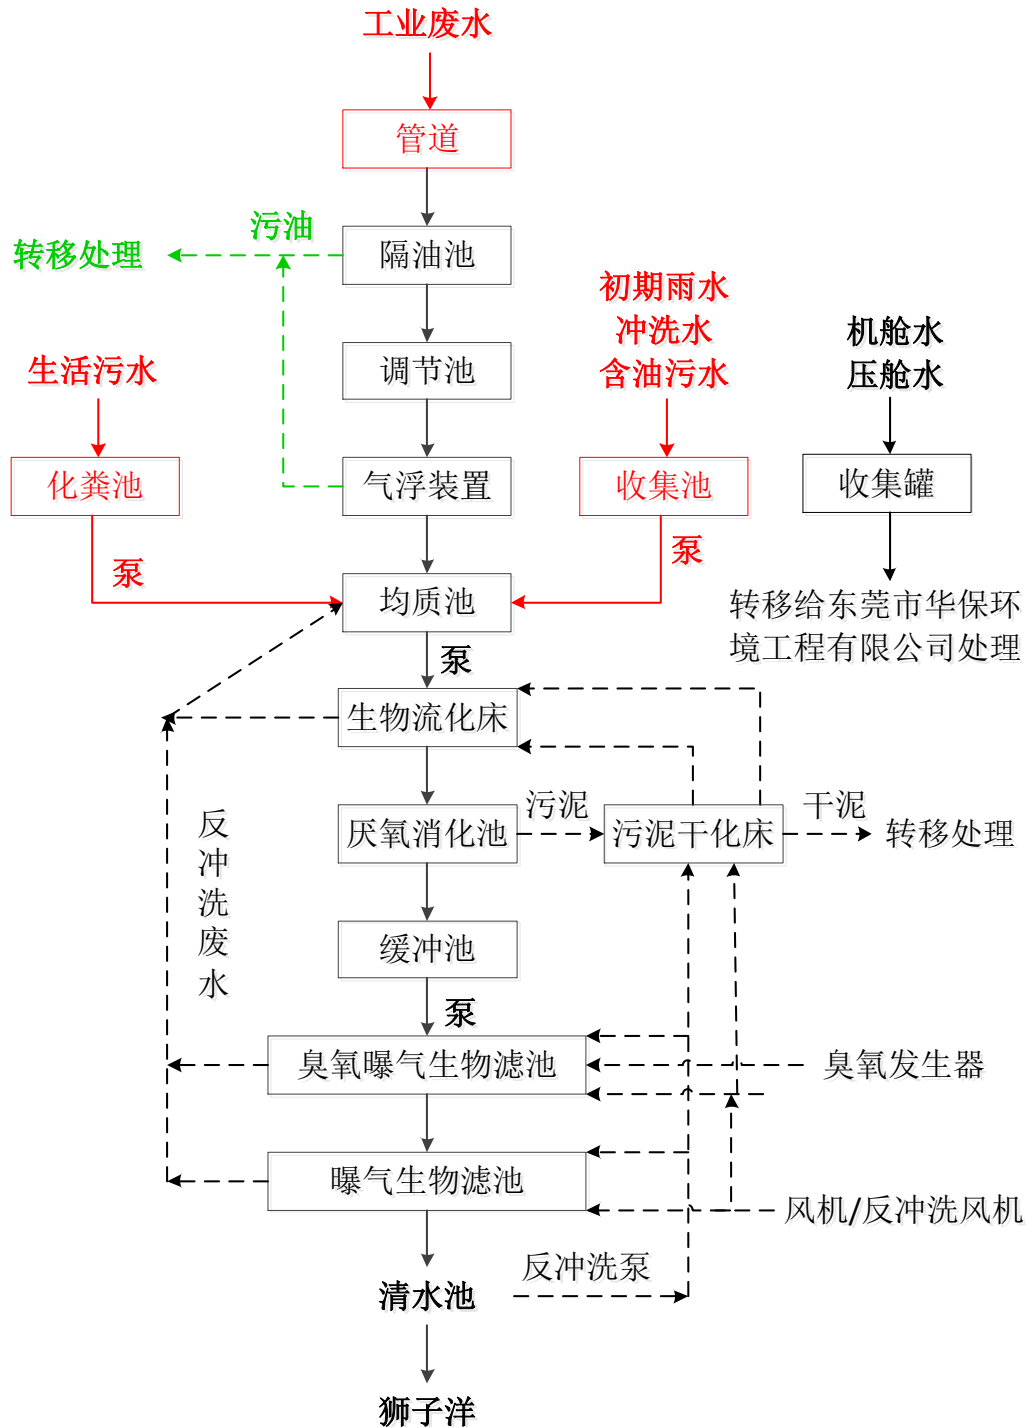 工业废水
管道
污油
转移处理
隔油池
初期雨水
冲洗水
含油污水
机舱水
压舱水
生活污水
调节池
化粪池
气浮装置
收集池
收集罐
泵
泵
均质池
转移给东莞市华保环
境工程有限公司处理
泵
生物流化床
反冲洗废水
厌氧消化池
污泥
污泥干化床
干泥
转移处理
缓冲池
泵
臭氧曝气生物滤池
臭氧发生器
曝气生物滤池
风机/反冲洗风机
清水池
反冲洗泵
狮子洋